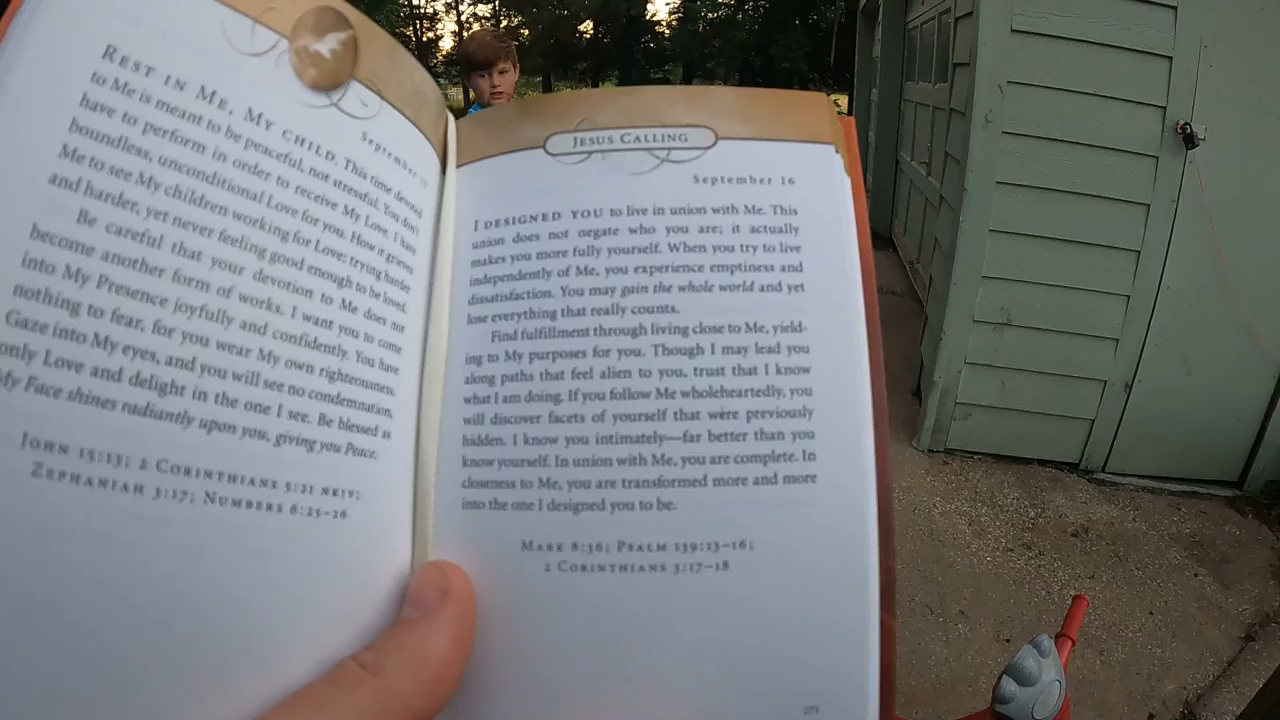 September 15
REST IN ME, MY CHILD. This time devoted
to Me is meant to be peaceful, not stressful. You don't
have to perform in order to receive My Love. I have
boundless, unconditional Love for you. How it grieves
Me to see My children working for Love: trying harder
and harder, yet never feeling good enough to be loved.
Be careful that your devotion to Me does not
become another form of works. I want you to come
into My Presence joyfully and confidently. You have
nothing to fear, for you wear My own righteousness.
Gaze into My eyes, and you will see no condemnation,
only Love and delight in the one I see. Be blessed as
My Face shines radiantly upon you, giving you Peace.
JOHN 15:13; 2 CORINTHIANS 5:21 NKJV;
ZEPHANIAH 3:17; NUMBERS 6:25–26
JESUS CALLING
September 16
I DESIGNED YOU to live in union with Me. This
union does not negate who you are; it actually
makes you more fully yourself. When you try to live
independently of Me, you experience emptiness and
dissatisfaction. You may gain the whole world and yet
lose everything that really counts.
Find fulfillment through living close to Me, yield-
ing to My purposes for you. Though I may lead you
along paths that feel alien to you, trust that I know
what I am doing. If you follow Me wholeheartedly, you
will discover facets of yourself that were previously
hidden. I know you intimately—far better than you
know yourself. In union with Me, you are complete. In
closeness to Me, you are transformed more and more
into the one I designed you to be.
MARK 8:36; PSALM 139:13–16;
2 CORINTHIANS 3:17–18
273